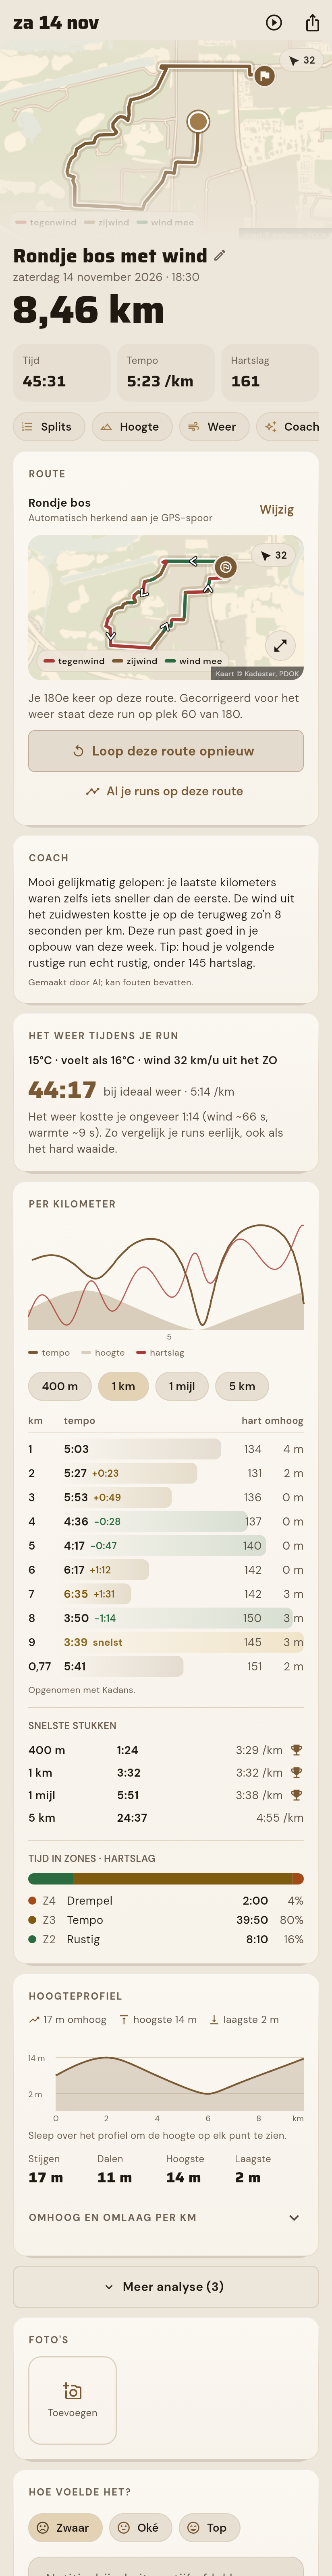 za 14 nov
32
tegenwind zijwind wind mee
Rondje bos met wind
zaterdag 14 november 2026 · 18:30
8,46 km
Tijd Tempo Hartslag
45:31 5:23 /km 161
Splits Hoogte Weer Coach
ROUTE
Rondje bos
Automatisch herkend aan je GPS-spoor
Wijzig
32
tegenwind zijwind wind mee
Kaart © Kadaster, PDOK
Je 180e keer op deze route. Gecorrigeerd voor het
weer staat deze run op plek 60 van 180.
Loop deze route opnieuw
Al je runs op deze route
COACH
Mooi gelijkmatig gelopen: je laatste kilometers
waren zelfs iets sneller dan de eerste. De wind uit
het zuidwesten kostte je op de terugweg zo'n 8
seconden per km. Deze run past goed in je
opbouw van deze week. Tip: houd je volgende
rustige run echt rustig, onder 145 hartslag.
Gemaakt door AI; kan fouten bevatten.
HET WEER TIJDENS JE RUN
15°C · voelt als 16°C · wind 32 km/u uit het ZO
44:17 bij ideaal weer · 5:14 /km
Het weer kostte je ongeveer 1:14 (wind ~66 s,
warmte ~9 s). Zo vergelijk je runs eerlijk, ook als
het hard waaide.
PER KILOMETER
5
tempo hoogte hartslag
400 m 1 km 1 mijl 5 km
km tempo hart omhoog
1 5:03 134 4 m
2 5:27 +0:23 131 2 m
3 5:53 +0:49 136 0 m
4 4:36 -0:28 137 0 m
5 4:17 -0:47 140 0 m
6 6:17 +1:12 142 0 m
7 6:35 +1:31 142 3 m
8 3:50 -1:14 150 3 m
9 3:39 snelst 145 3 m
0,77 5:41 151 2 m
Opgenomen met Kadans.
SNELSTE STUKKEN
400 m 1:24 3:29 /km
1 km 3:32 3:32 /km
1 mijl 5:51 3:38 /km
5 km 24:37 4:55 /km
TIJD IN ZONES · HARTSLAG
Z4 Drempel 2:00 4%
Z3 Tempo 39:50 80%
Z2 Rustig 8:10 16%
HOOGTEPROFIEL
17 m omhoog hoogste 14 m laagste 2 m
14 m
2 m
0 2 4 6 8 km
Sleep over het profiel om de hoogte op elk punt te zien.
Stijgen Dalen Hoogste Laagste
17 m 11 m 14 m 2 m
OMHOOG EN OMLAAG PER KM
Meer analyse (3)
FOTO'S
Toevoegen
HOE VOELDE HET?
Zwaar Oké Top